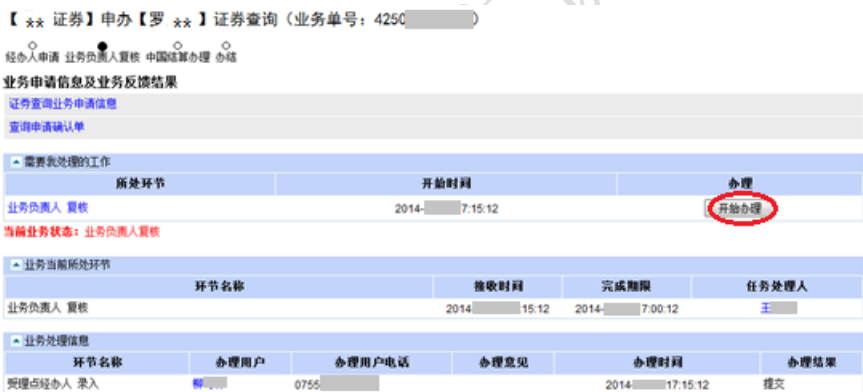 【 ** 证券】申办【罗 ** 】证券查询（业务单号：4250 ）
经办人申请 业务负责人复核 中国结算办理 办结
业务申请信息及业务反馈结果
证券查询业务申请信息
查询申请确认单
需要我处理的工作
所处环节 开始时间 办理
业务负责人 复核 2014- 7:15:12 开始办理
当前业务状态：业务负责人复核
业务当前所处环节
环节名称 接收时间 完成期限 任务处理人
业务负责人 复核 2014 15:12 2014- 7:00:12 王
业务处理信息
环节名称 办理用户 办理用户电话 办理意见 办理时间 办理结果
受理点经办人 录入 柳 0755 2014 17:15:12 提交